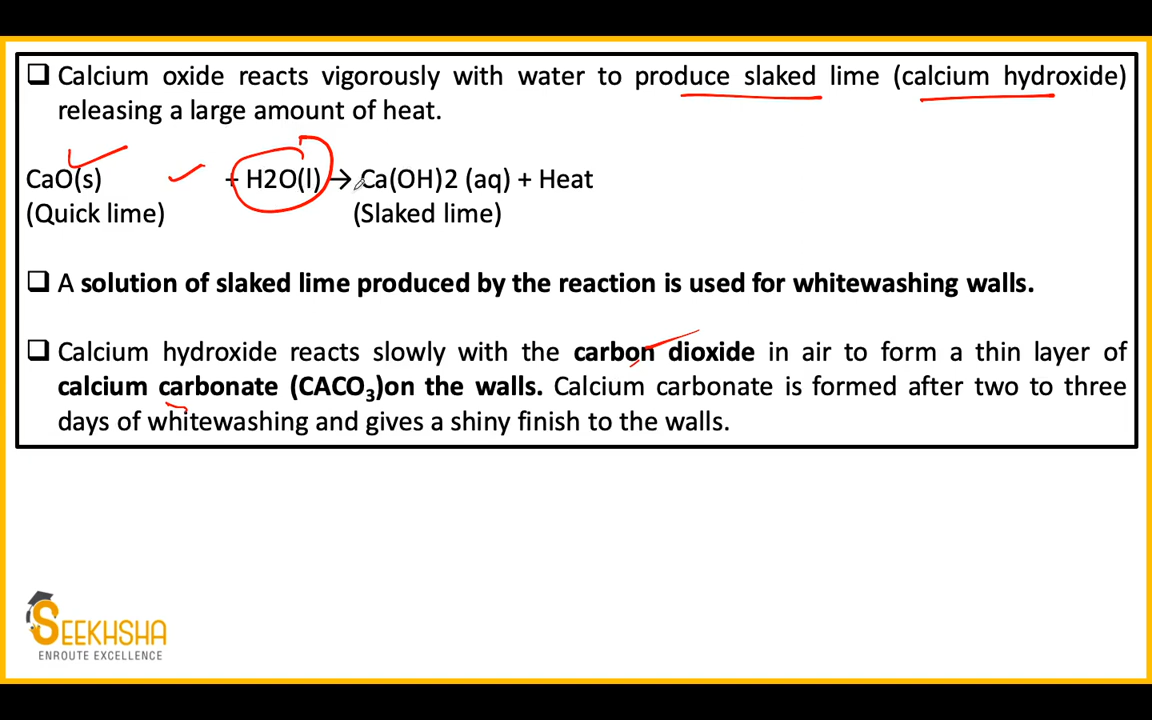 ❑ Calcium oxide reacts vigorously with water to produce slaked lime (calcium hydroxide)
releasing a large amount of heat.
CaO(s) + H2O(l) → Ca(OH)2 (aq) + Heat
(Quick lime) (Slaked lime)
❑ A solution of slaked lime produced by the reaction is used for whitewashing walls.
❑ Calcium hydroxide reacts slowly with the carbon dioxide in air to form a thin layer of
calcium carbonate (CACO₃)on the walls. Calcium carbonate is formed after two to three
days of whitewashing and gives a shiny finish to the walls.
SEEKHSHA
ENROUTE EXCELLENCE